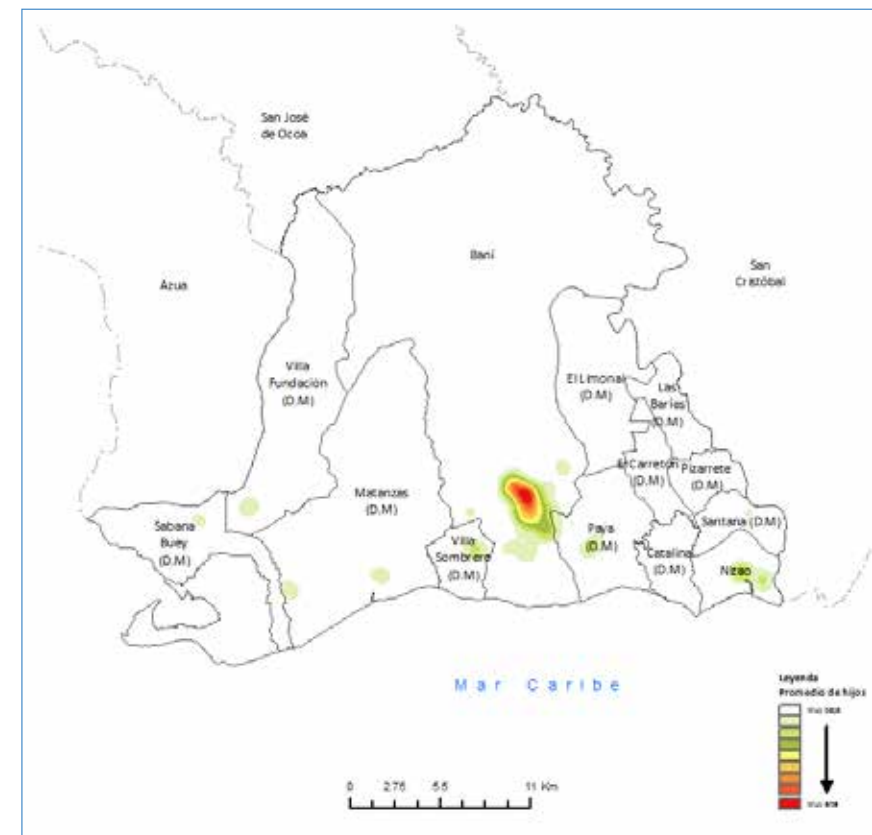 San José
de Ocoa
Baní
Azua
San
Cristóbal
Villa
Fundación
(D.M)
El Limonal
(D.M)
Las
Baríes
(D.M)
El Carretón
(D.M)
Pizarrete
(D.M)
Matanzas
(D.M)
Sabana
Buey
(D.M)
Villa
Sombrero
(D.M)
Paya
(D.M)
Santana (D.M)
Catalina
(D.M)
Nizao
Mar Caribe
Leyenda
Promedio de hijos
0 2.75 5.5 11 Km